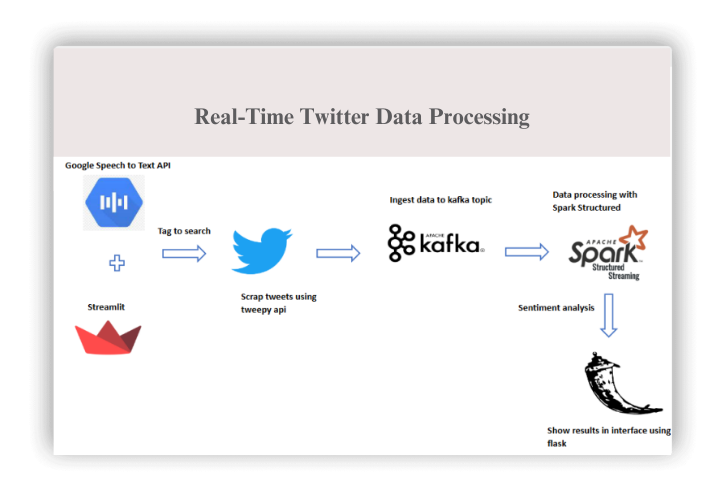 Real-Time Twitter Data Processing
Google Speech to Text API
Tag to search
Streamlit
Scrap tweets using
tweepy api
Ingest data to kafka topic
APACHE
kafka.
Data processing with
Spark Structured
APACHE
Spark
Structured
Streaming
Sentiment analysis
Show results in interface using
flask